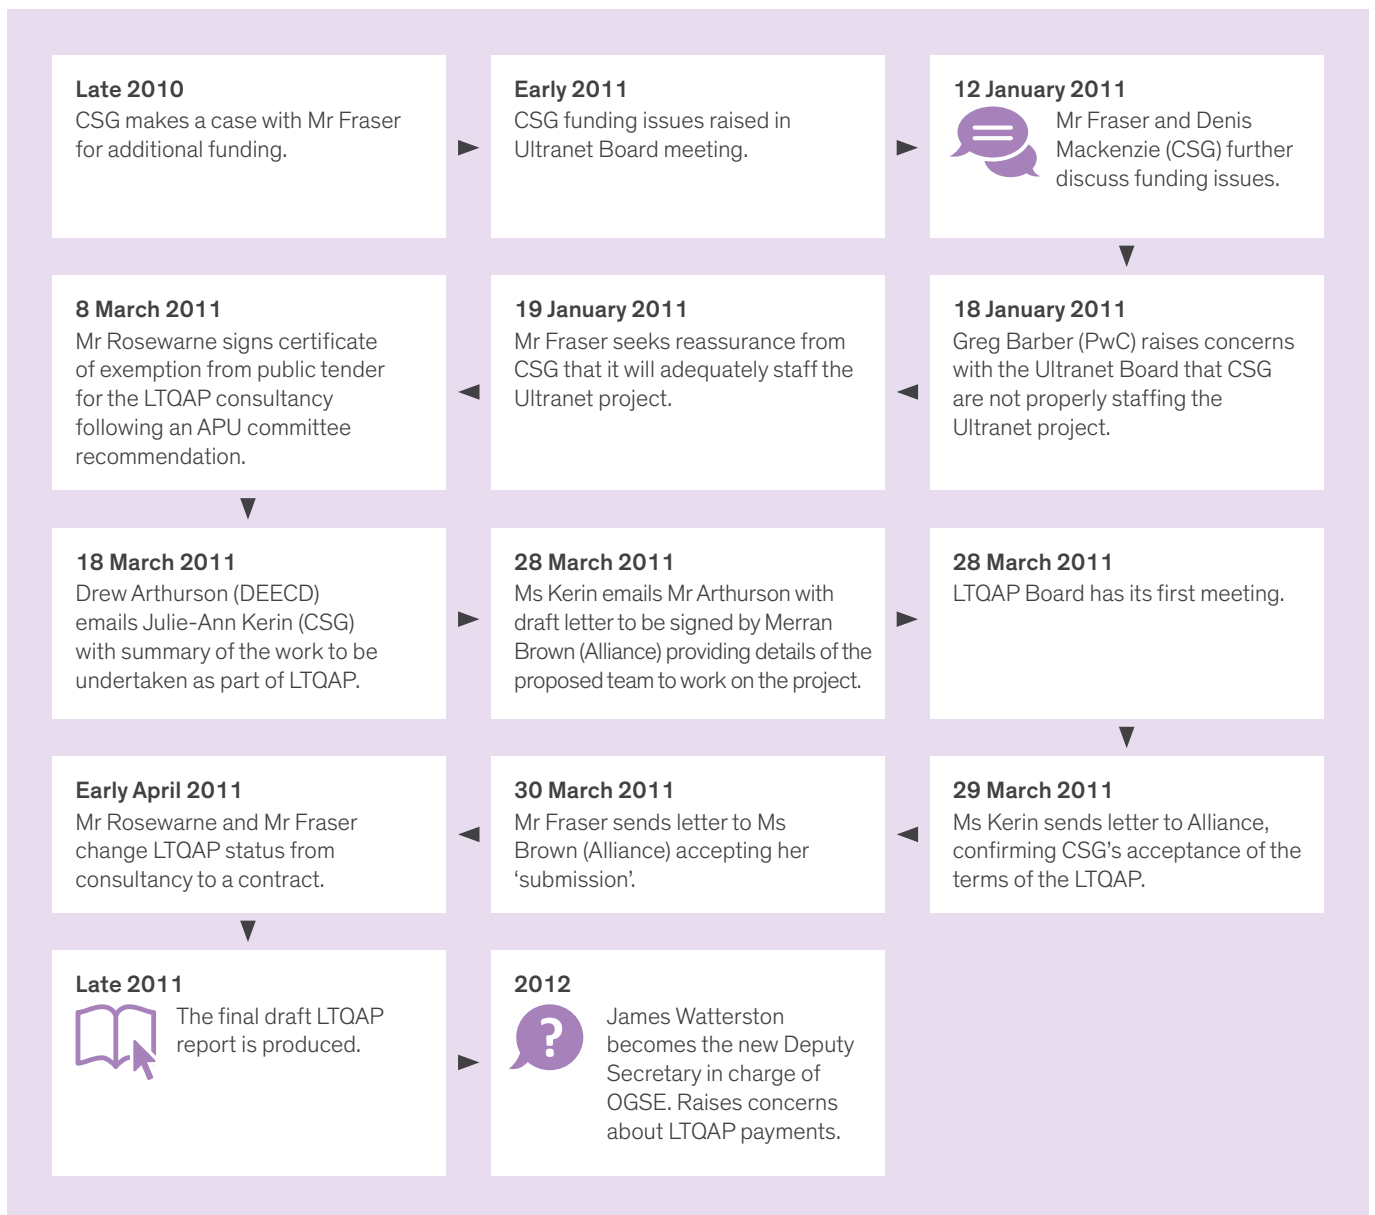 Late 2010
CSG makes a case with Mr Fraser
for additional funding.
Early 2011
CSG funding issues raised in
Ultranet Board meeting.
12 January 2011
Mr Fraser and Denis
Mackenzie (CSG) further
discuss funding issues.
18 January 2011
Greg Barber (PwC) raises concerns
with the Ultranet Board that CSG
are not properly staffing the
Ultranet project.
19 January 2011
Mr Fraser seeks reassurance from
CSG that it will adequately staff the
Ultranet project.
8 March 2011
Mr Rosewarne signs certificate
of exemption from public tender
for the LTQAP consultancy
following an APU committee
recommendation.
18 March 2011
Drew Arthurson (DEECD)
emails Julie-Ann Kerin (CSG)
with summary of the work to be
undertaken as part of LTQAP.
28 March 2011
Ms Kerin emails Mr Arthurson with
draft letter to be signed by Merran
Brown (Alliance) providing details of the
proposed team to work on the project.
28 March 2011
LTQAP Board has its first meeting.
29 March 2011
Ms Kerin sends letter to Alliance,
confirming CSG’s acceptance of the
terms of the LTQAP.
30 March 2011
Mr Fraser sends letter to Ms
Brown (Alliance) accepting her
‘submission’.
Early April 2011
Mr Rosewarne and Mr Fraser
change LTQAP status from
consultancy to a contract.
Late 2011
The final draft LTQAP
report is produced.
2012
?
James Watterston
becomes the new Deputy
Secretary in charge of
OGSE. Raises concerns
about LTQAP payments.